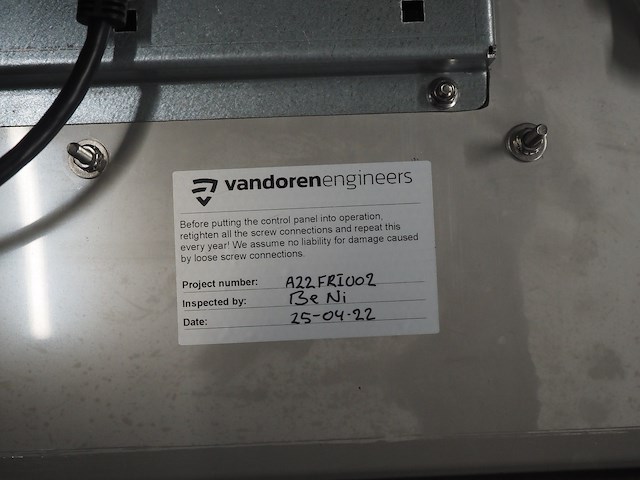 vandorenengineers
Before putting the control panel into operation,
retighten all the screw connections and repeat this
every year! We assume no liability for damage caused
by loose screw connections.
Project number: A22FRI002
Inspected by: Be Ni
Date: 25-04-22